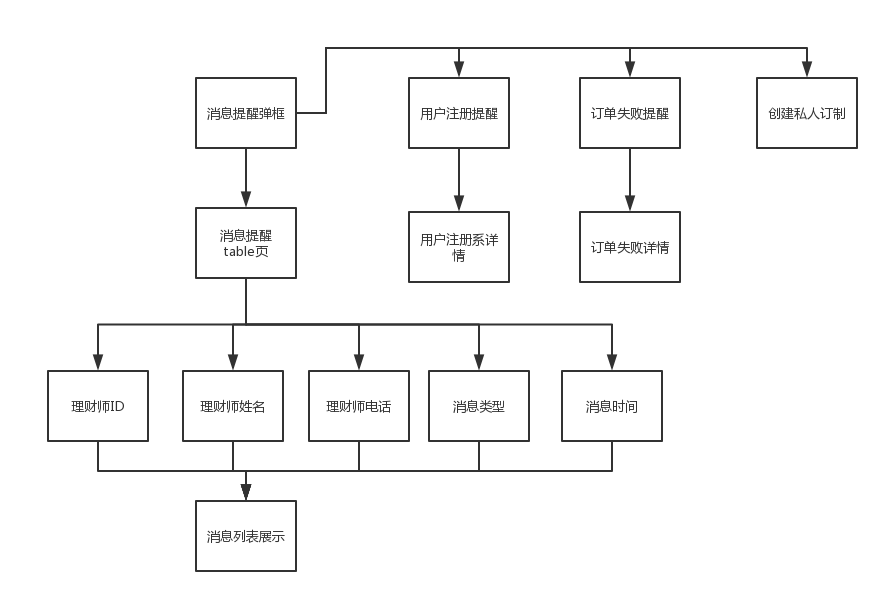 消息提醒弹框
用户注册提醒
订单失败提醒
创建私人订制
消息提醒
table页
用户注册系详
情
订单失败详情
理财师ID
理财师姓名
理财师电话
消息类型
消息时间
消息列表展示